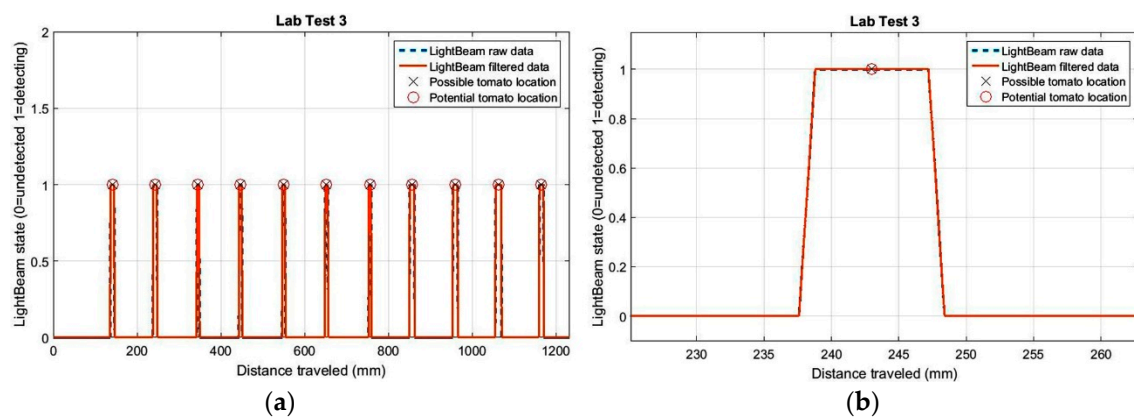 Lab Test 3
LightBeam state (0=undetected 1=detecting)
2
1.5
1
0.5
0
LightBeam raw data
LightBeam filtered data
Possible tomato location
Potential tomato location
0 200 400 600 800 1000 1200
Distance traveled (mm)
(a)
Lab Test 3
LightBeam state (0=undetected 1=detecting)
1
0.8
0.6
0.4
0.2
0
LightBeam raw data
LightBeam filtered data
Possible tomato location
Potential tomato location
230 235 240 245 250 255 260
Distance traveled (mm)
(b)